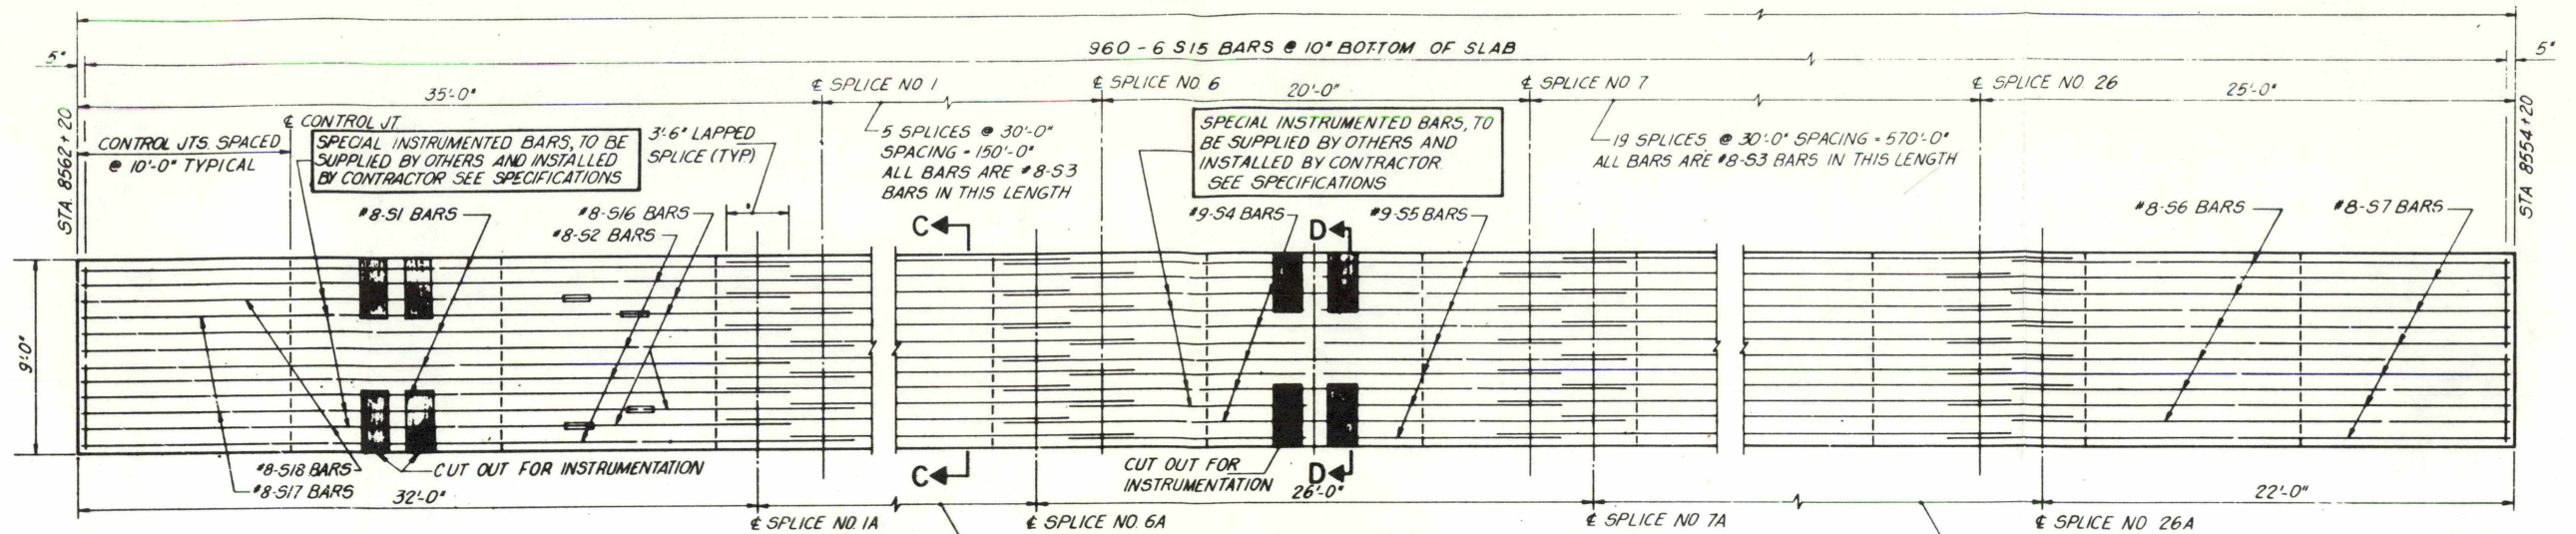 960 - 6 S15 BARS @ 10" BOTTOM OF SLAB
5"
5"
℄ SPLICE NO 1
℄ SPLICE NO. 6
℄ SPLICE NO 7
℄ SPLICE NO 26
35'-0"
20'-0"
25'-0"
STA. 8562+20
CONTROL JTS. SPACED
@ 10'-0" TYPICAL
℄ CONTROL JT.
SPECIAL INSTRUMENTED BARS, TO BE
SUPPLIED BY OTHERS AND INSTALLED
BY CONTRACTOR SEE SPECIFICATIONS
3'-6" LAPPED
SPLICE (TYP)
5 SPLICES @ 30'-0"
SPACING = 150'-0"
ALL BARS ARE #8-S3
BARS IN THIS LENGTH
SPECIAL INSTRUMENTED BARS, TO
BE SUPPLIED BY OTHERS AND
INSTALLED BY CONTRACTOR.
SEE SPECIFICATIONS
19 SPLICES @ 30'-0" SPACING = 570'-0"
ALL BARS ARE #8-S3 BARS IN THIS LENGTH
STA 8554+20
#8-S1 BARS
#8-S16 BARS
#8-S2 BARS
C
#9-S4 BARS
D
#9-S5 BARS
#8-S6 BARS
#8-S7 BARS
9'-0"
#8-S18 BARS
#8-S17 BARS
CUT OUT FOR INSTRUMENTATION
C
CUT OUT FOR
INSTRUMENTATION
D
32'-0"
26'-0"
22'-0"
℄ SPLICE NO. 1A
℄ SPLICE NO. 6A
℄ SPLICE NO 7A
℄ SPLICE NO 26A